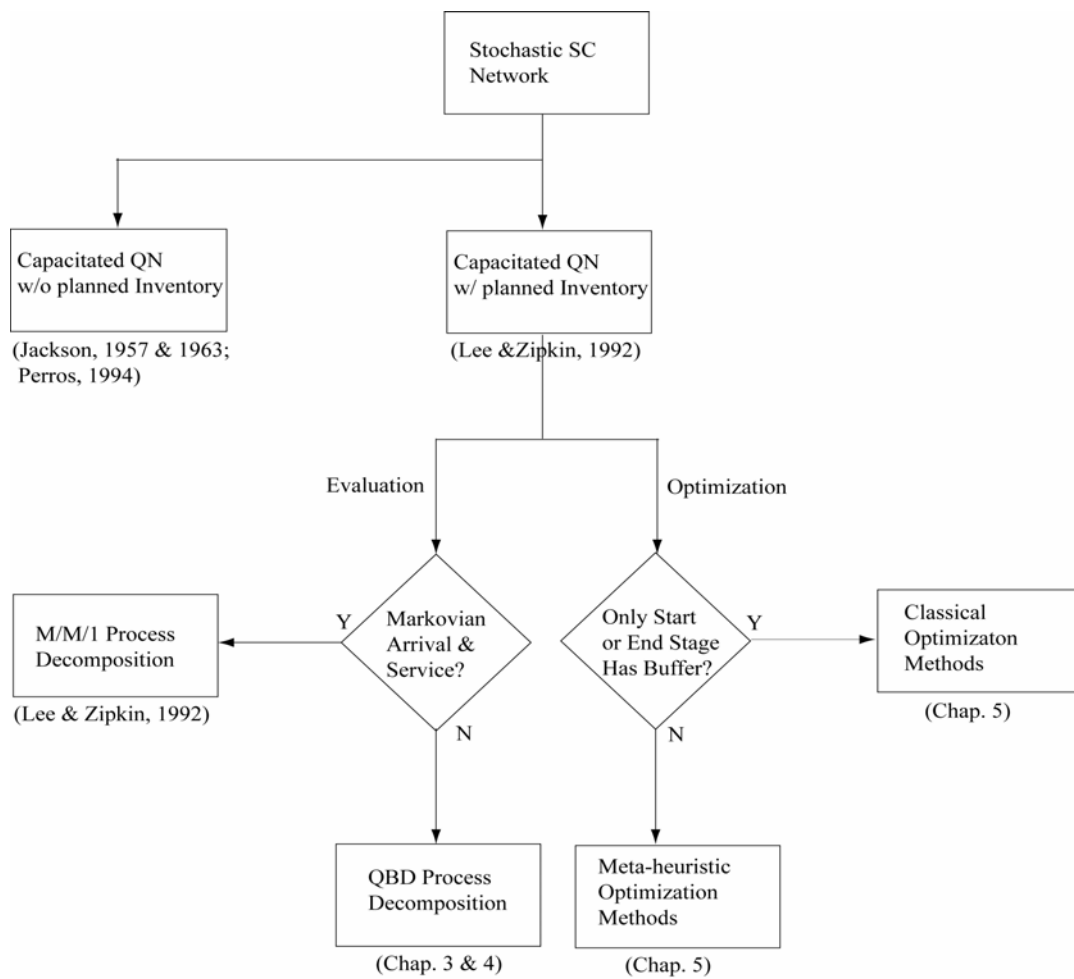 Stochastic SC
Network
Capacitated QN
w/o planned Inventory
(Jackson, 1957 & 1963;
Perros, 1994)
Capacitated QN
w/ planned Inventory
(Lee &Zipkin, 1992)
Evaluation
Optimization
M/M/1 Process
Decomposition
(Lee & Zipkin, 1992)
Y
Markovian
Arrival &
Service?
N
Only Start
or End Stage
Has Buffer?
Y
N
Classical
Optimizaton
Methods
(Chap. 5)
QBD Process
Decomposition
(Chap. 3 & 4)
Meta-heuristic
Optimization
Methods
(Chap. 5)